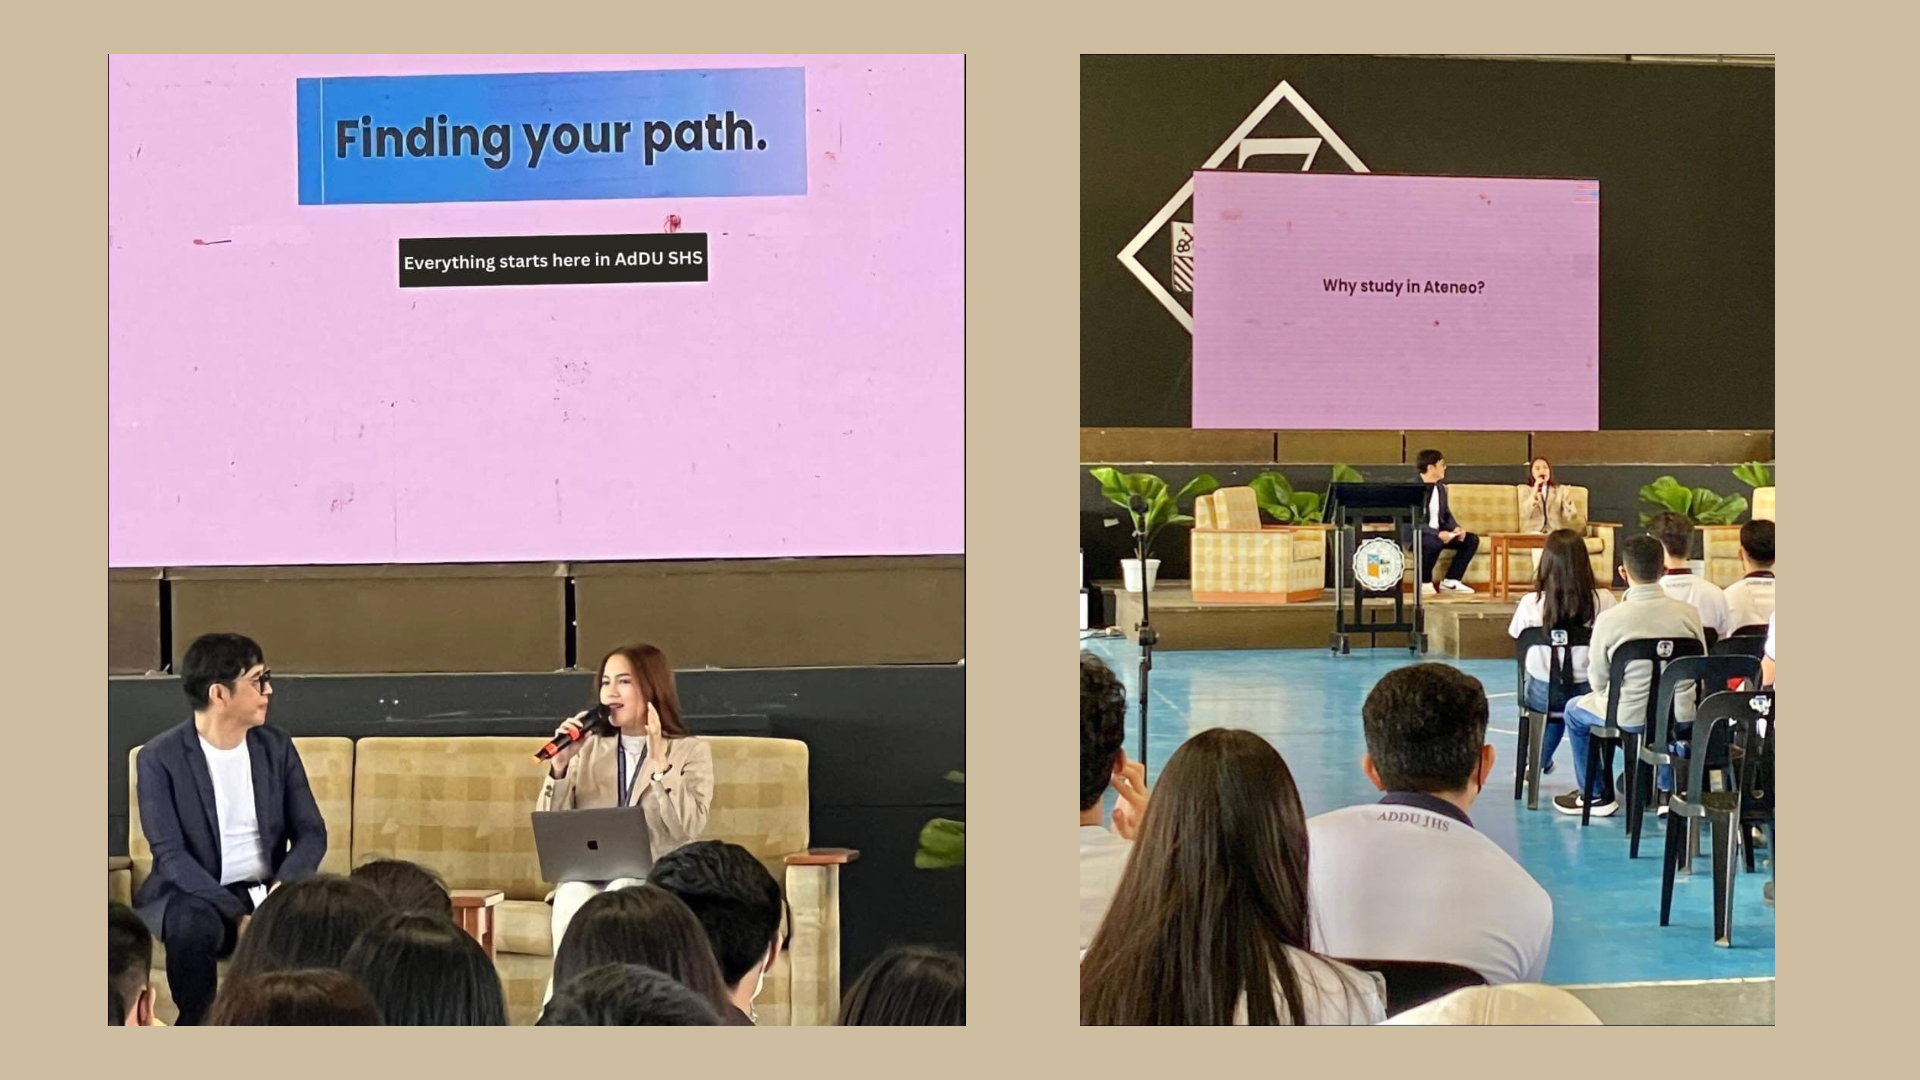 Finding your path.
Everything starts here in AdDU SHS
Why study in Ateneo?
ADDU JHS